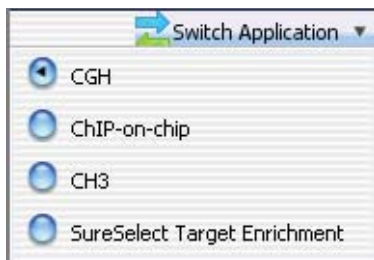 Switch Application
CGH
ChIP-on-chip
CH3
SureSelect Target Enrichment